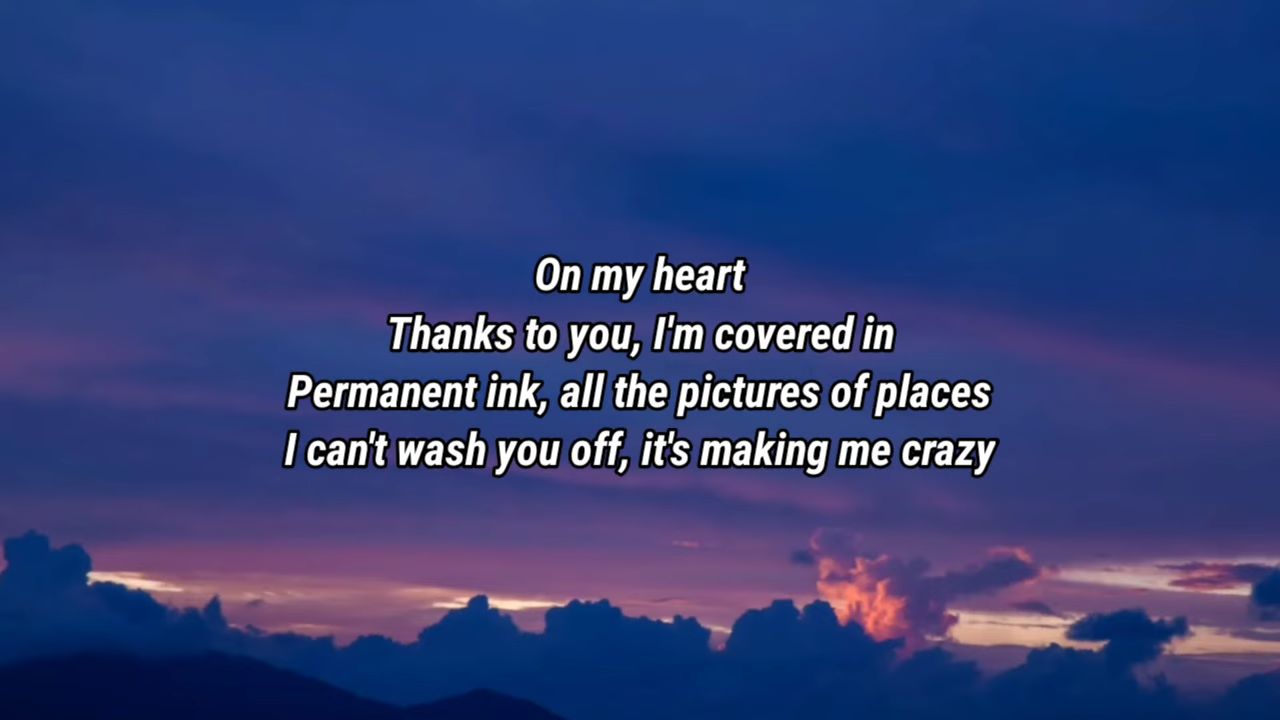 On my heart
Thanks to you, I'm covered in
Permanent ink, all the pictures of places
I can't wash you off, it's making me crazy